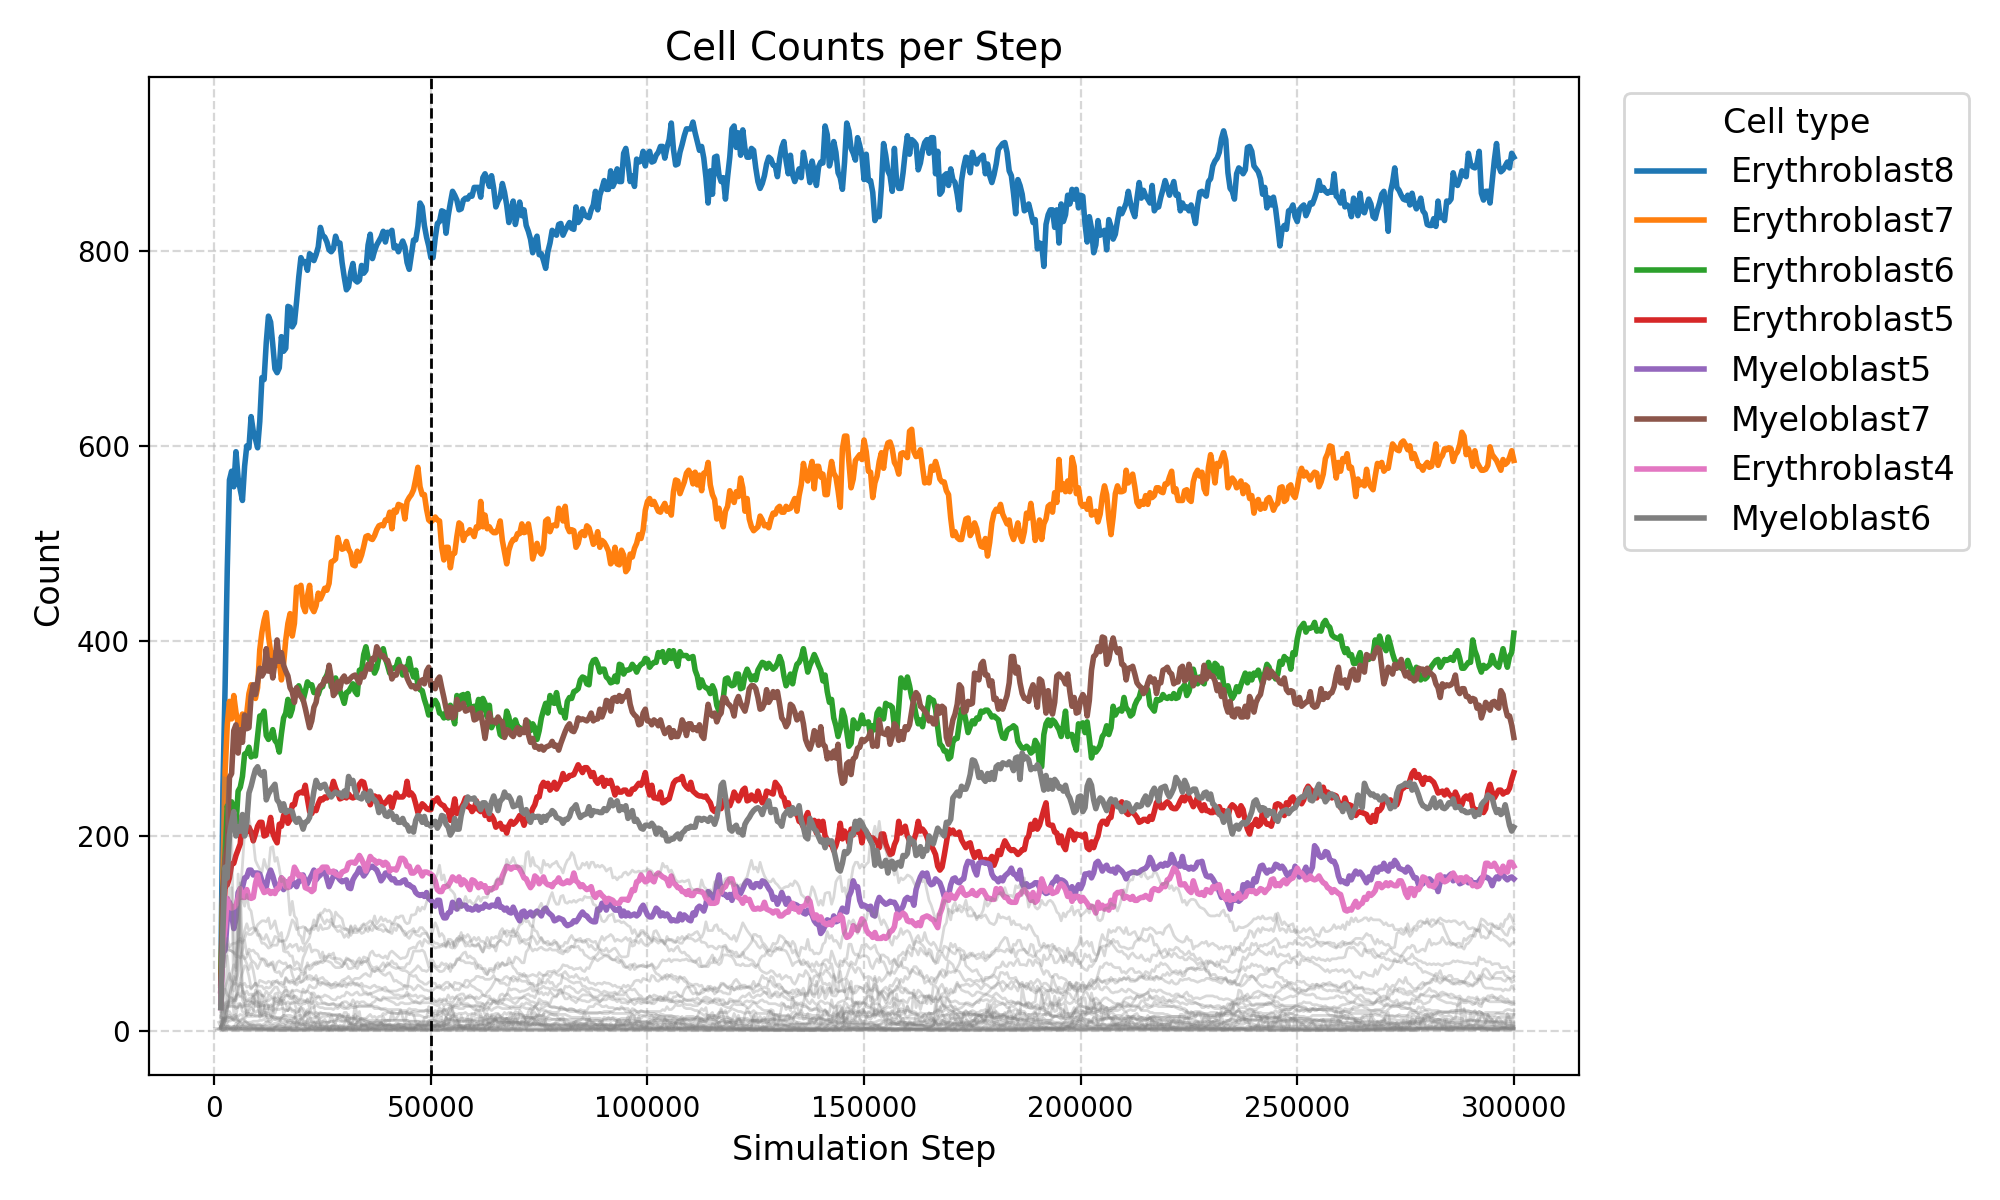 Cell Counts per Step
Cell type
Erythroblast8
Erythroblast7
Erythroblast6
Erythroblast5
Myeloblast5
Myeloblast7
Erythroblast4
Myeloblast6
Count
800
600
400
200
0
0 50000 100000 150000 200000 250000 300000
Simulation Step